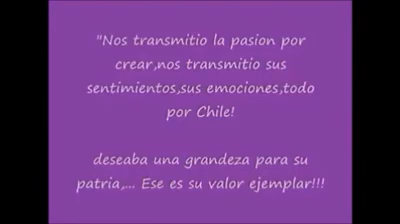 "Nos transmitio la pasion por
crear,nos transmitio sus
sentimientos,sus emociones,todo
por Chile!
deseaba una grandeza para su
patria,... Ese es su valor ejemplar!!!